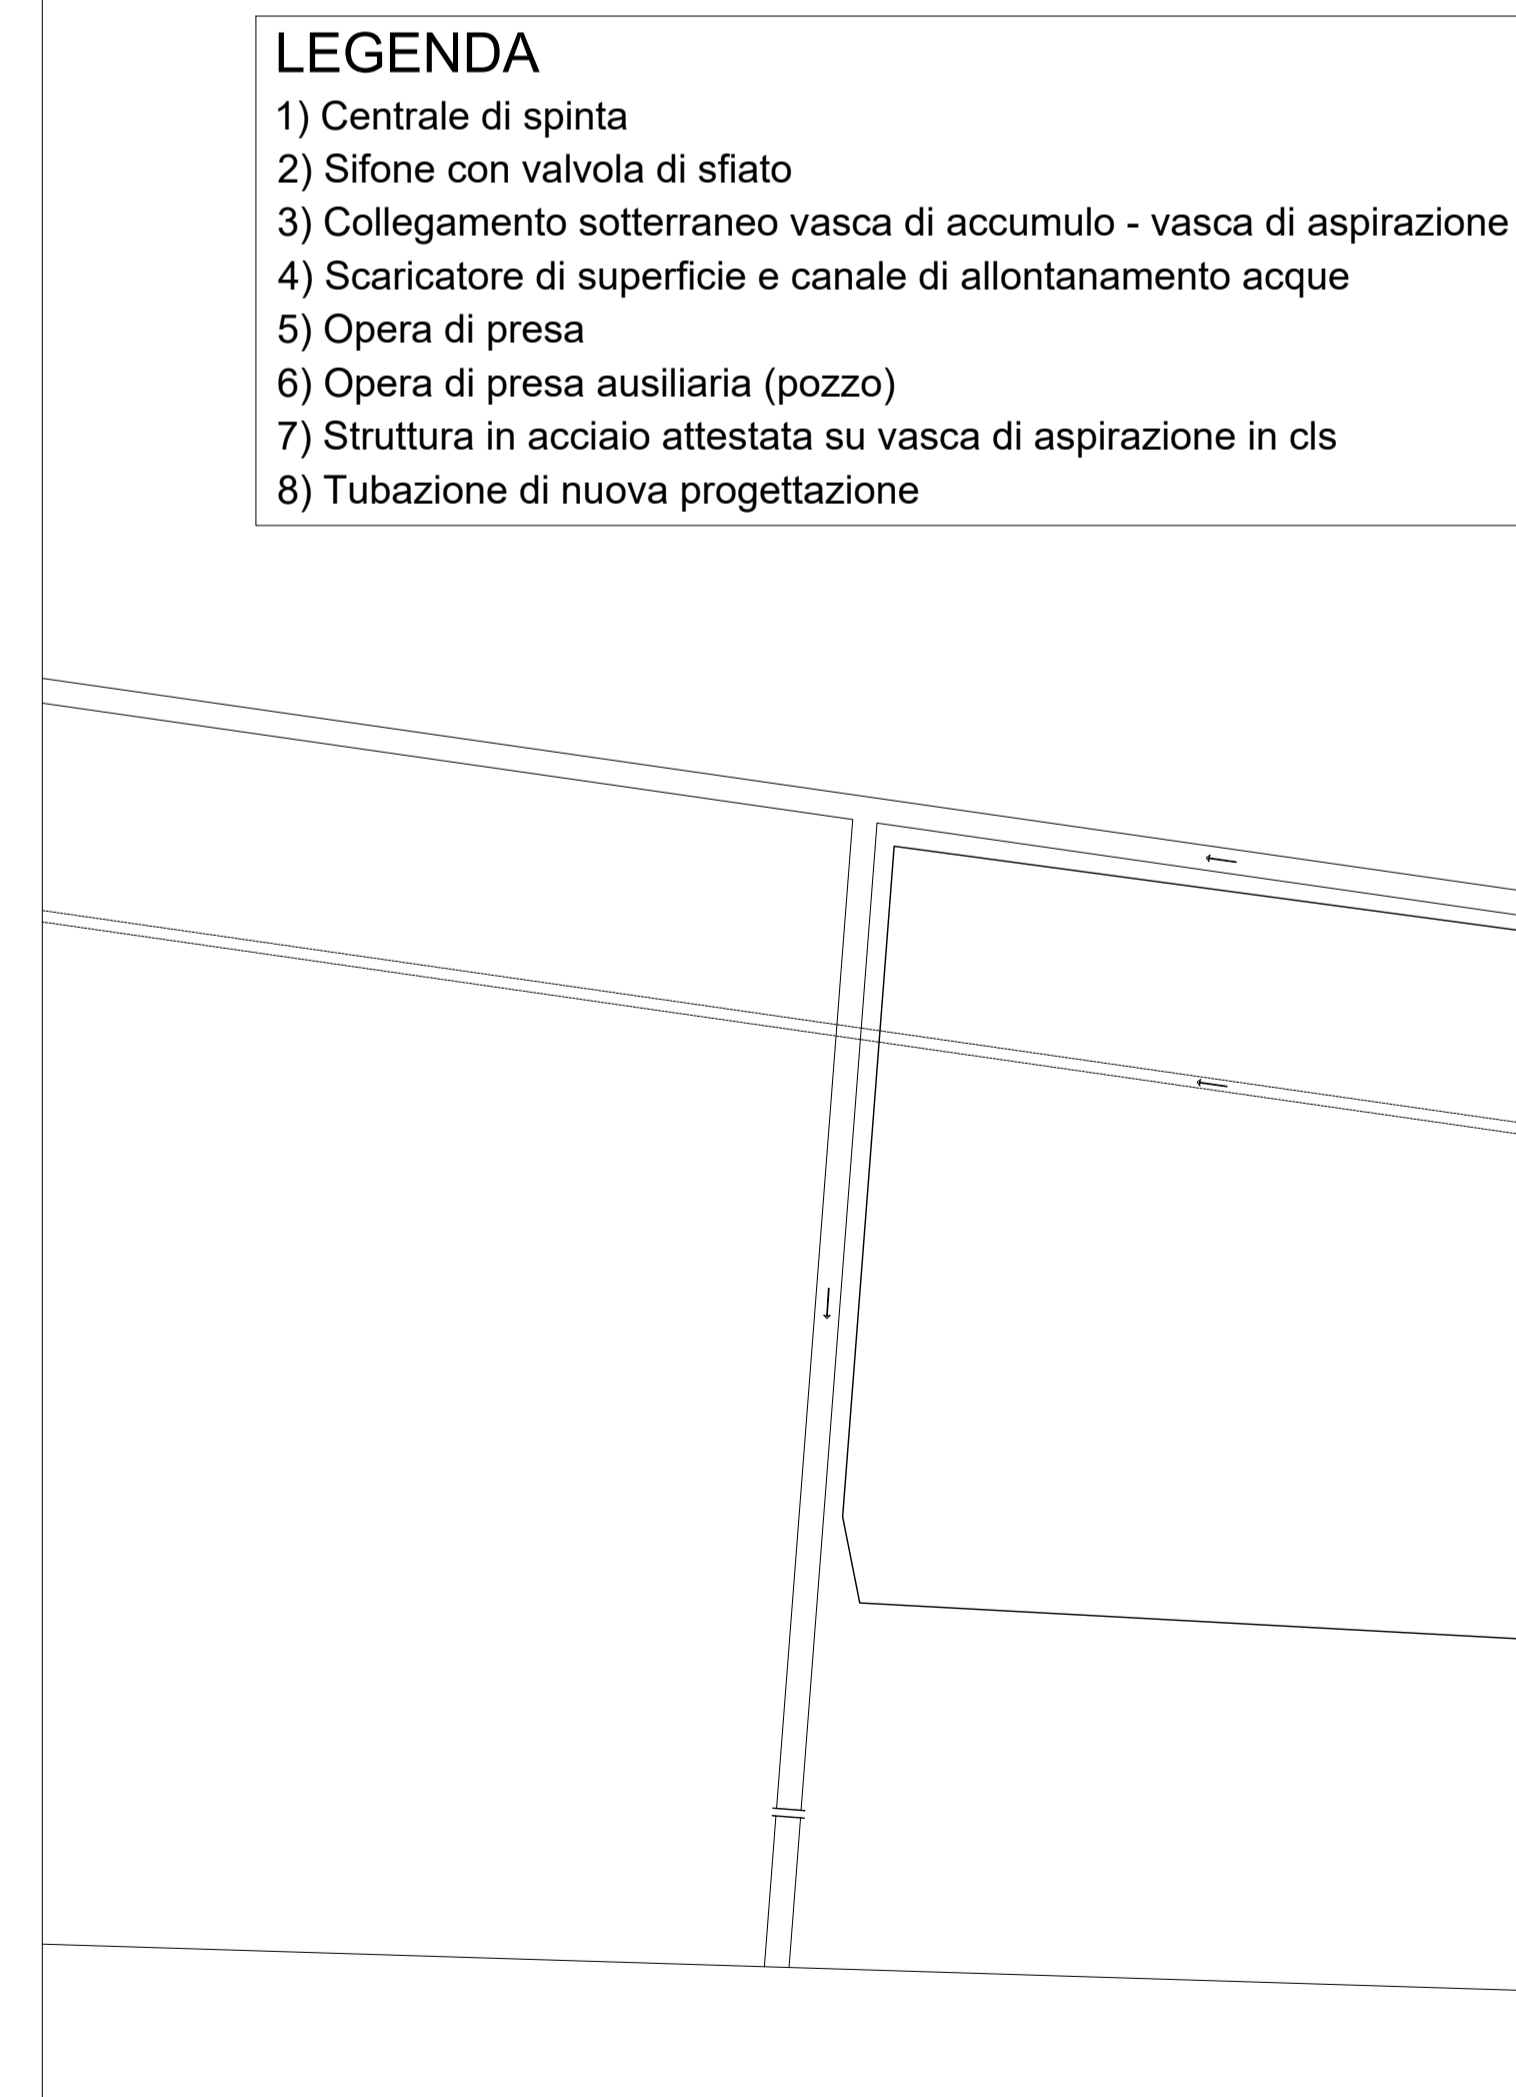 LEGENDA
1) Centrale di spinta
2) Sifone con valvola di sfiato
3) Collegamento sotterraneo vasca di accumulo - vasca di aspirazione
4) Scaricatore di superficie e canale di allontanamento acque
5) Opera di presa
6) Opera di presa ausiliaria (pozzo)
7) Struttura in acciaio attestata su vasca di aspirazione in cls
8) Tubazione di nuova progettazione